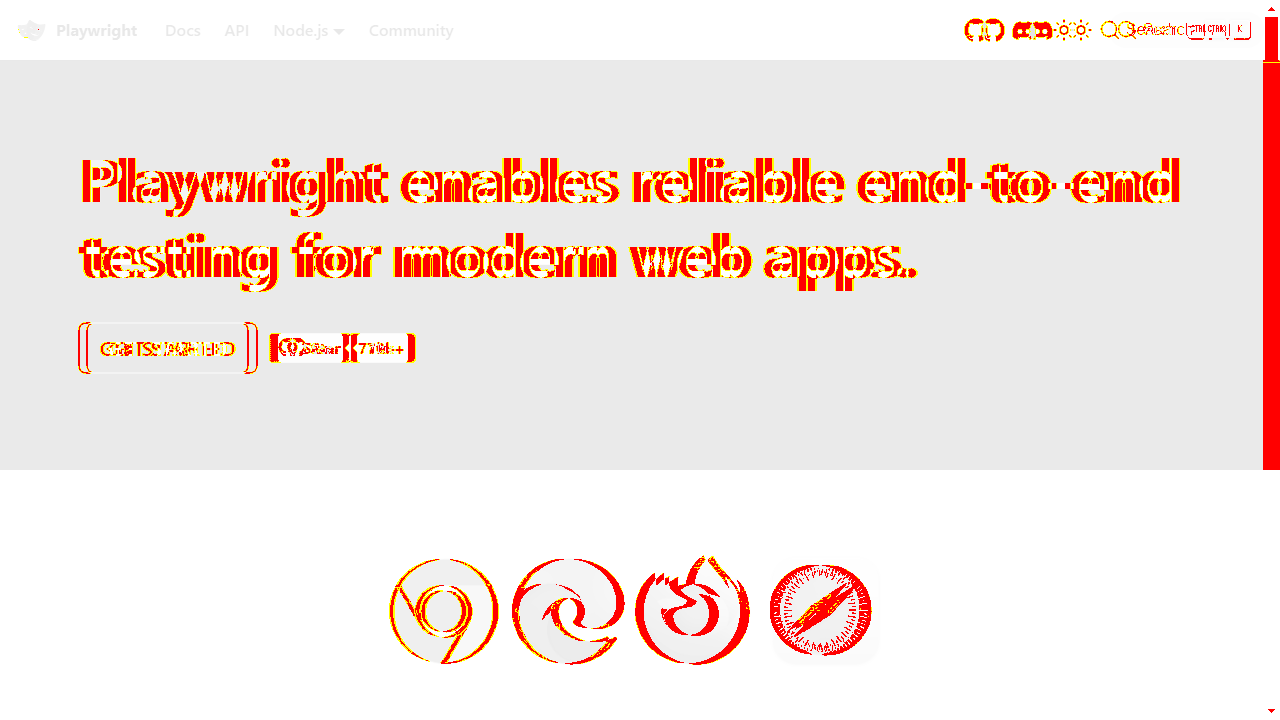 Playwright Docs API Node.js Community Search K
Playwright enables reliable end-to-end
testing for modern web apps.
GET STARTED Star